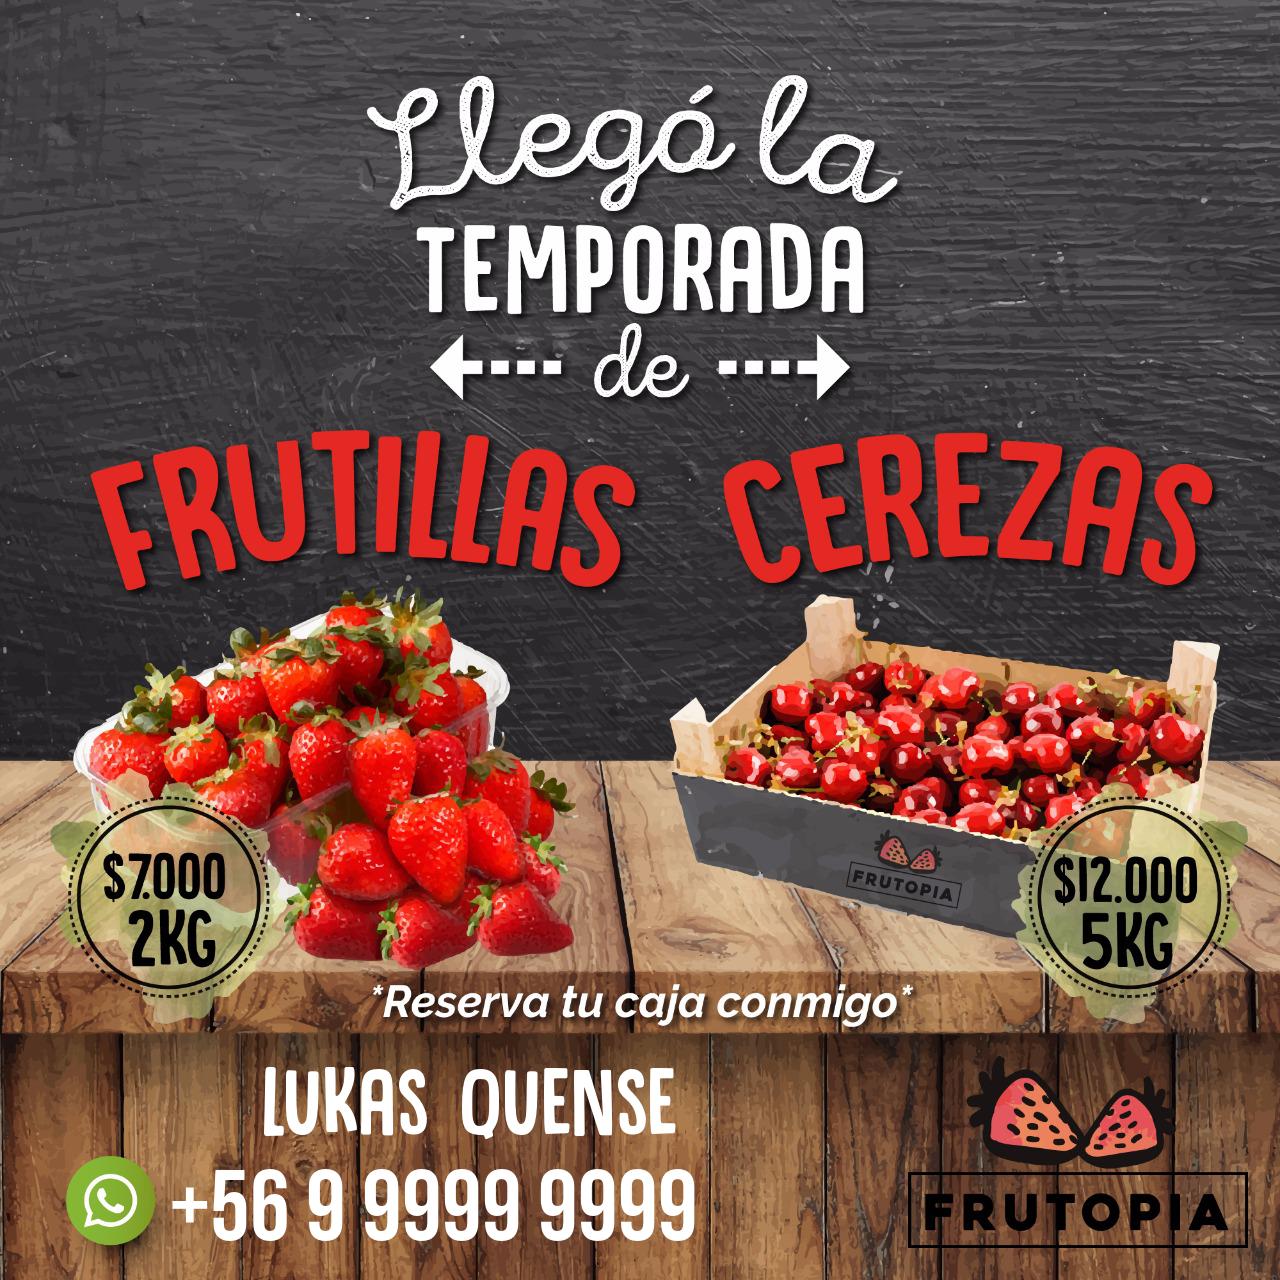 Llegó la
TEMPORADA
de
FRUTILLAS CEREZAS
FRUTOPIA
$7.000
2KG
$12.000
5KG
*Reserva tu caja conmigo*
LUKAS QUENSE
+56 9 9999 9999
FRUTOPIA